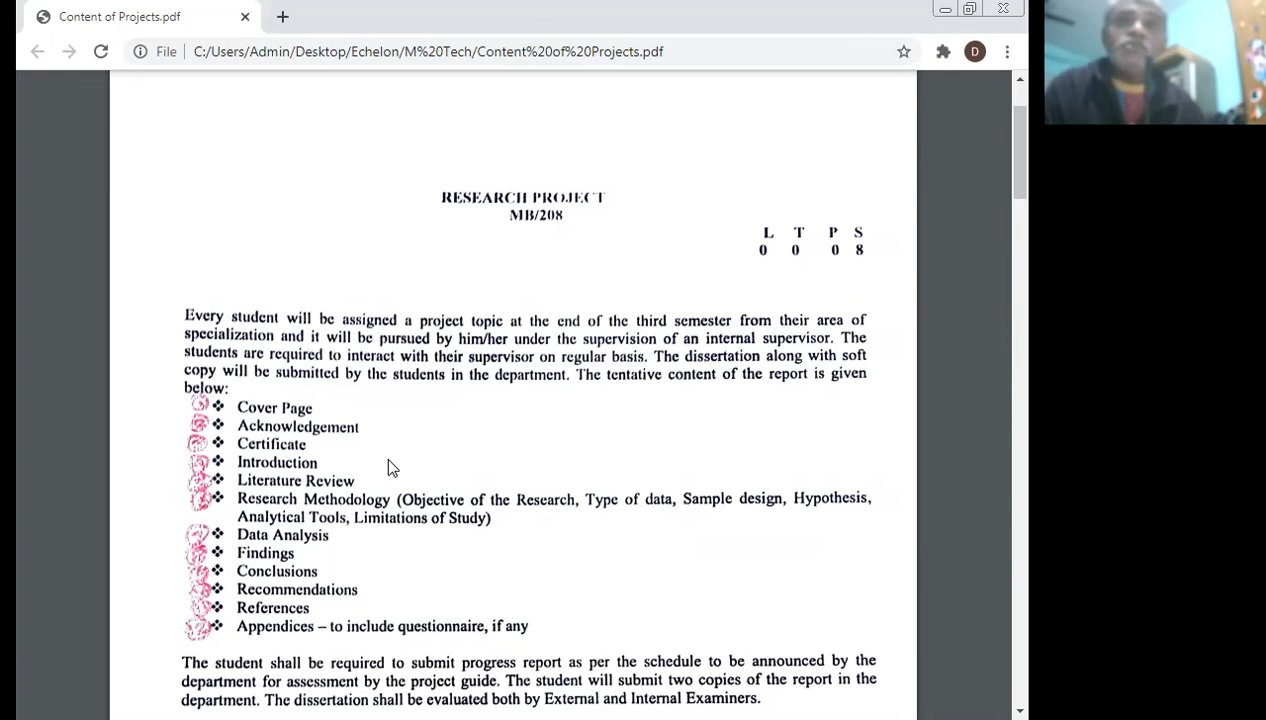 Content of Projects.pdf
File
C:/Users/Admin/Desktop/Echelon/M%20Tech/Content%20of%20Projects.pdf
D
RESEARCH PROJECT
MB/208
L T P S
0 0 0 8
Every student will be assigned a project topic at the end of the third semester from their area of
specialization and it will be pursued by him/her under the supervision of an internal supervisor. The
students are required to interact with their supervisor on regular basis. The dissertation along with soft
copy will be submitted by the students in the department. The tentative content of the report is given
below:
❖ Cover Page
❖ Acknowledgement
❖ Certificate
❖ Introduction
❖ Literature Review
❖ Research Methodology (Objective of the Research, Type of data, Sample design, Hypothesis,
Analytical Tools, Limitations of Study)
❖ Data Analysis
❖ Findings
❖ Conclusions
❖ Recommendations
❖ References
❖ Appendices – to include questionnaire, if any
The student shall be required to submit progress report as per the schedule to be announced by the
department for assessment by the project guide. The student will submit two copies of the report in the
department. The dissertation shall be evaluated both by External and Internal Examiners.